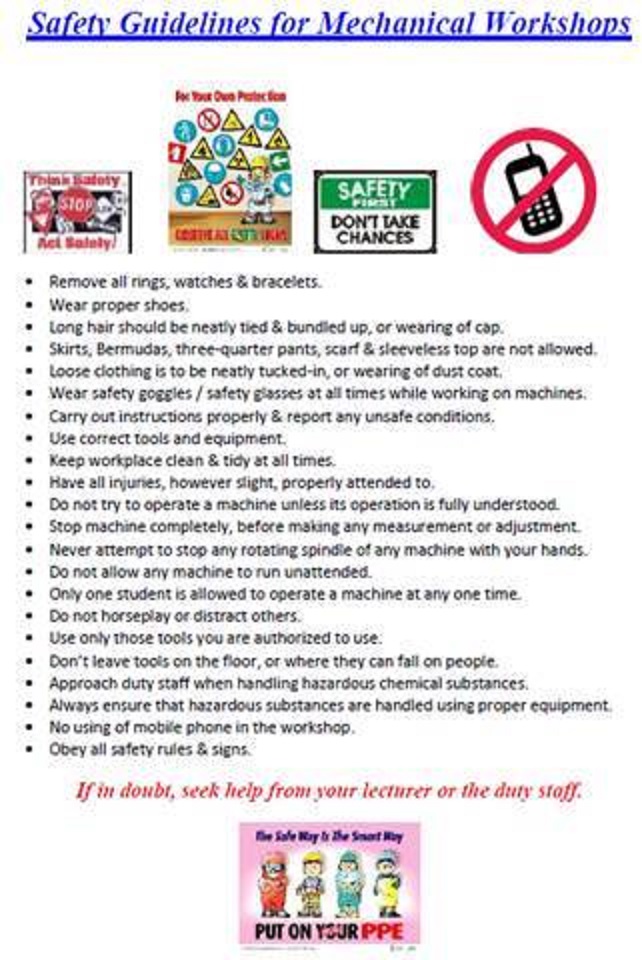 Safety Guidelines for Mechanical Workshops
For Your Own Protection
Think Safety
STOP
Act Safely!
SAFETY
FIRST
DON'T TAKE
CHANCES
OBSERVE ALL SAFETY SIGNS
• Remove all rings, watches & bracelets.
• Wear proper shoes.
• Long hair should be neatly tied & bundled up, or wearing of cap.
• Skirts, Bermudas, three-quarter pants, scarf & sleeveless top are not allowed.
• Loose clothing is to be neatly tucked-in, or wearing of dust coat.
• Wear safety goggles / safety glasses at all times while working on machines.
• Carry out instructions properly & report any unsafe conditions.
• Use correct tools and equipment.
• Keep workplace clean & tidy at all times.
• Have all injuries, however slight, properly attended to.
• Do not try to operate a machine unless its operation is fully understood.
• Stop machine completely, before making any measurement or adjustment.
• Never attempt to stop any rotating spindle of any machine with your hands.
• Do not allow any machine to run unattended.
• Only one student is allowed to operate a machine at any one time.
• Do not horseplay or distract others.
• Use only those tools you are authorized to use.
• Don't leave tools on the floor, or where they can fall on people.
• Approach duty staff when handling hazardous chemical substances.
• Always ensure that hazardous substances are handled using proper equipment.
• No using of mobile phone in the workshop.
• Obey all safety rules & signs.
If in doubt, seek help from your lecturer or the duty staff.
The Safe Way Is The Smart Way
PUT ON YOUR PPE